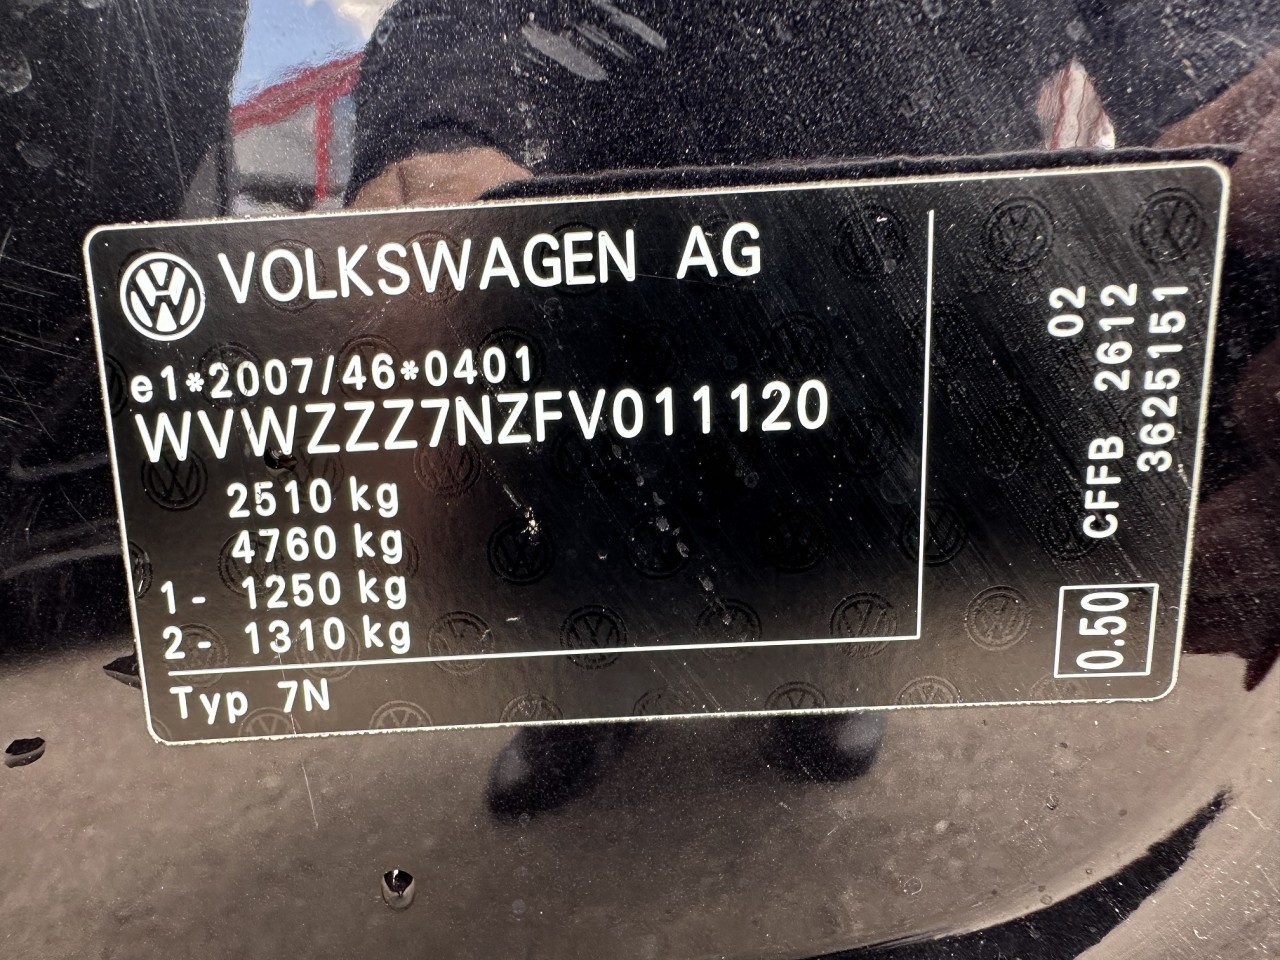 VOLKSWAGEN AG
e1*2007/46*0401
WVWZZZ7NZFV011120
2510 kg
4760 kg
1- 1250 kg
2- 1310 kg
Typ 7N
02
CFFB 2612
3625151
0.50